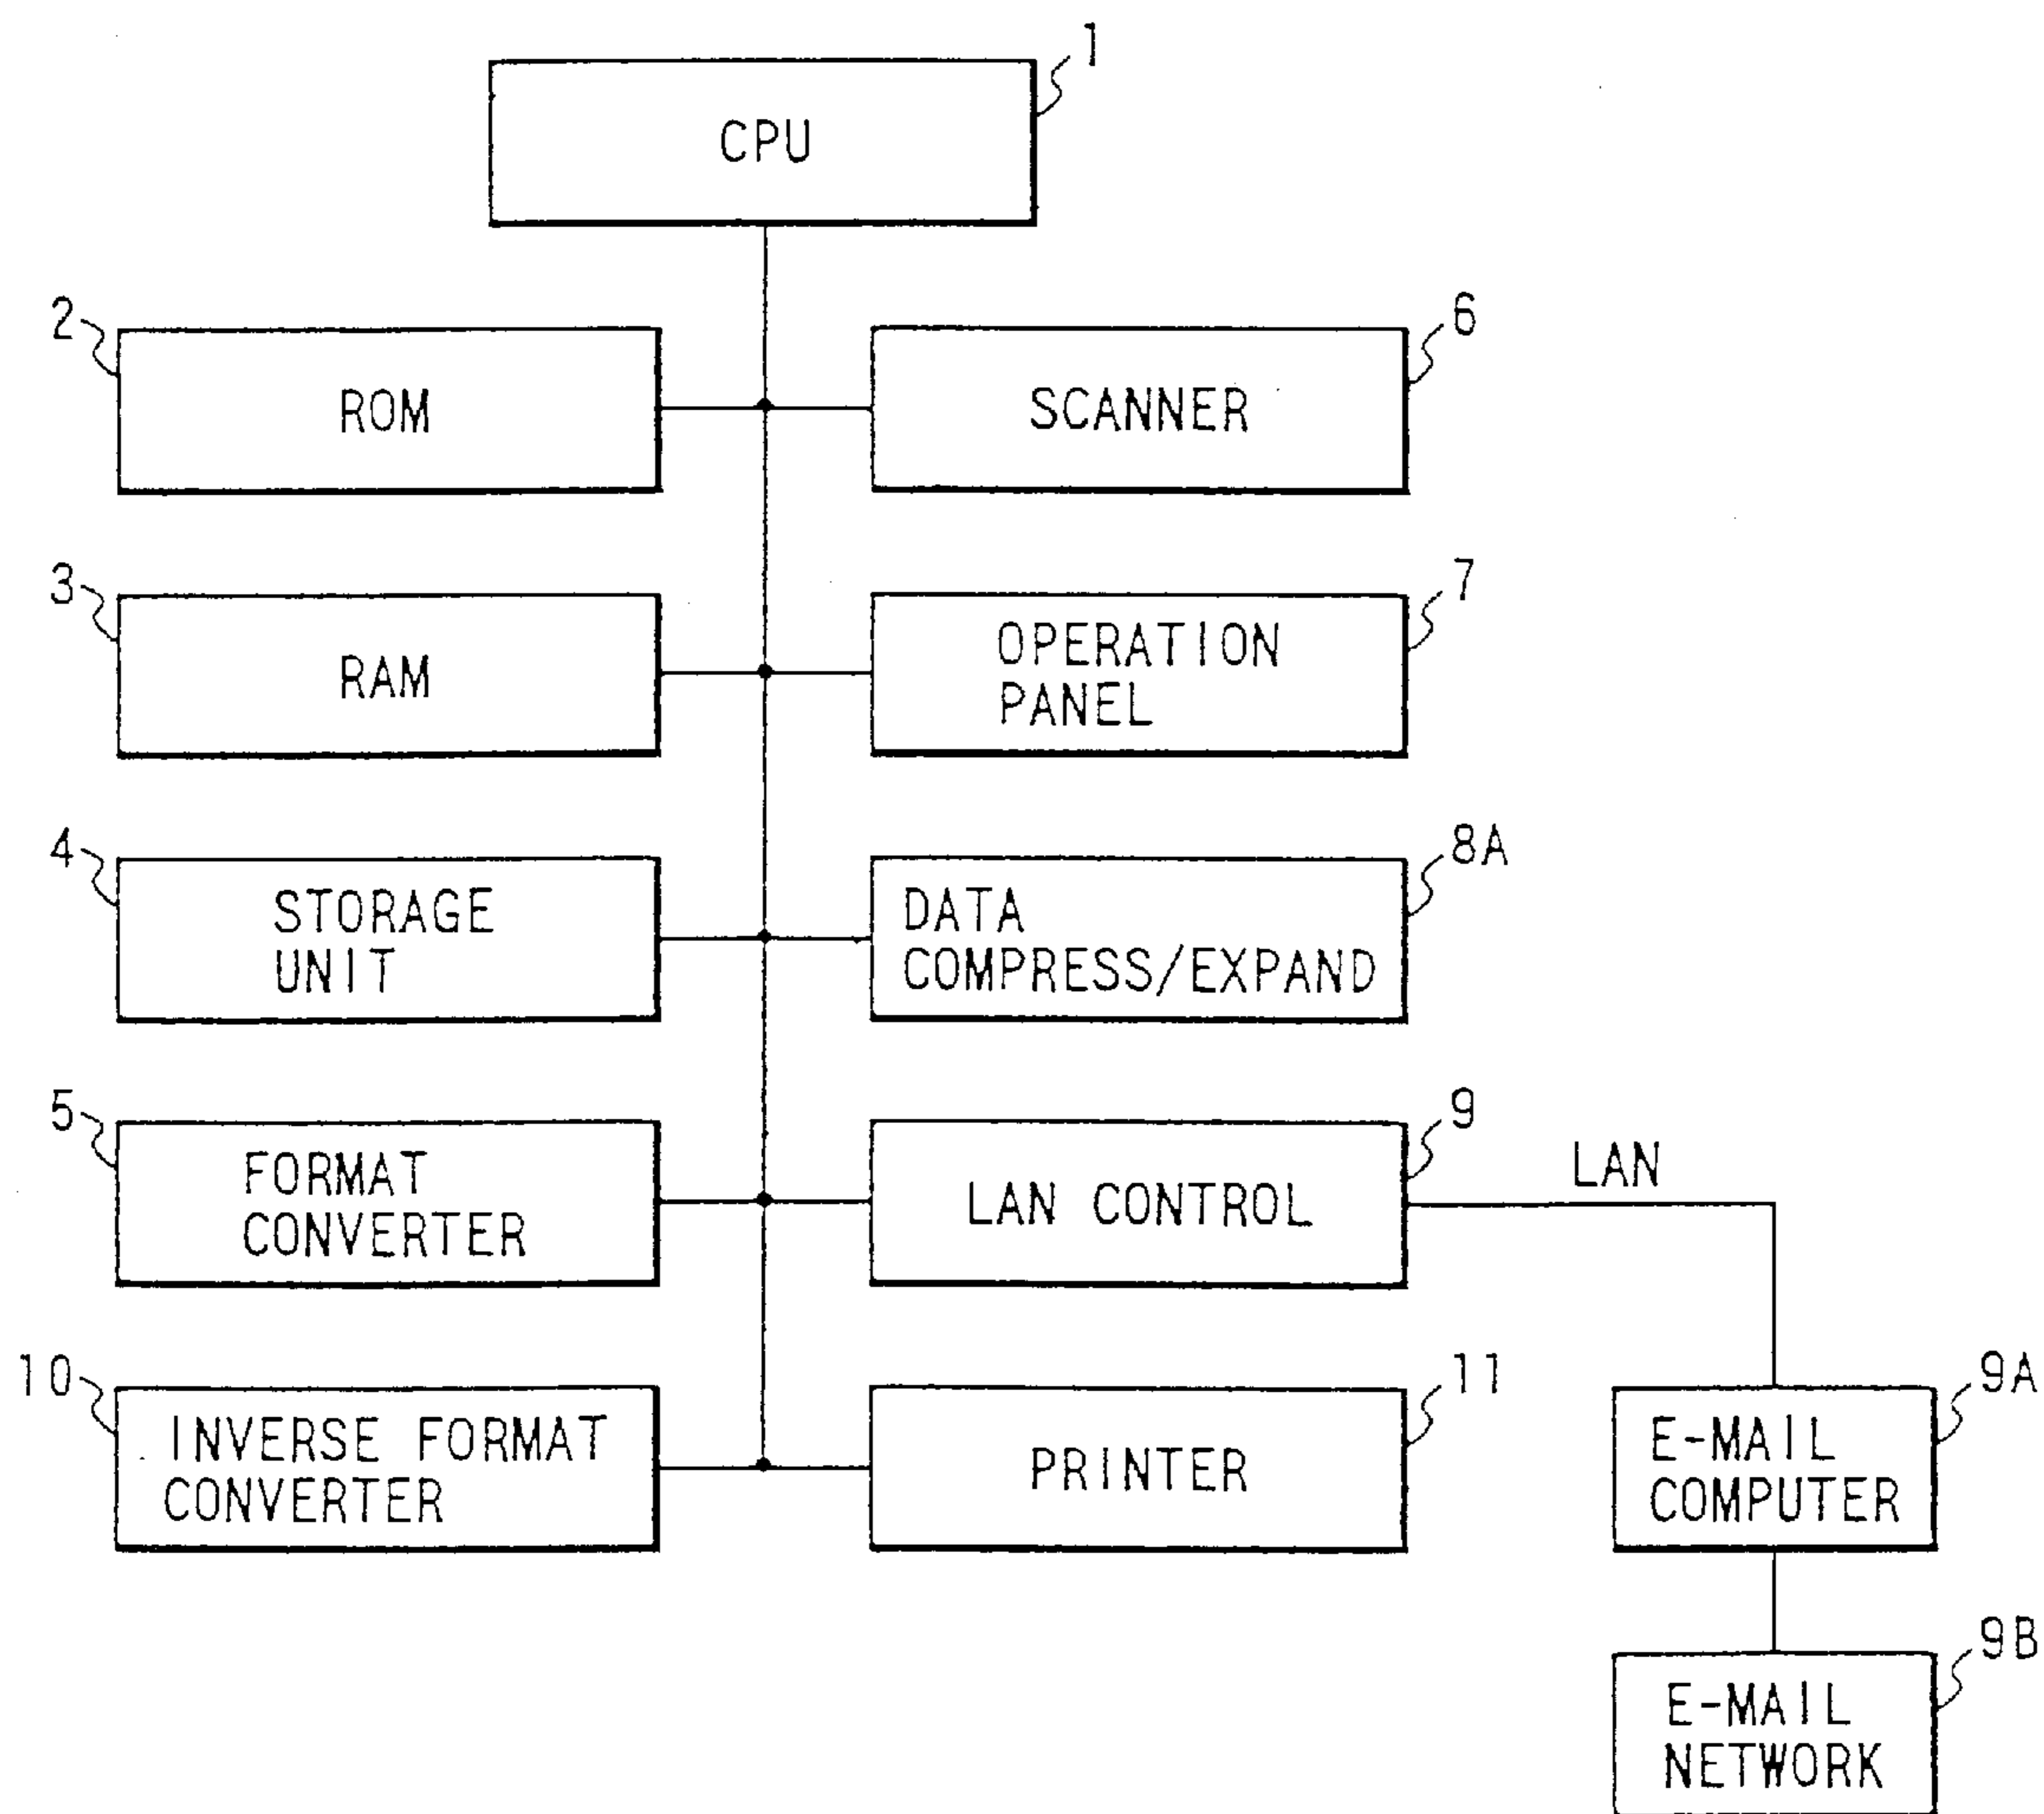 1
CPU
2
ROM
6
SCANNER
3
RAM
7
OPERATION
PANEL
4
STORAGE
UNIT
8A
DATA
COMPRESS/EXPAND
5
FORMAT
CONVERTER
9
LAN CONTROL
LAN
10
INVERSE FORMAT
CONVERTER
11
PRINTER
9A
E-MAIL
COMPUTER
9B
E-MAIL
NETWORK